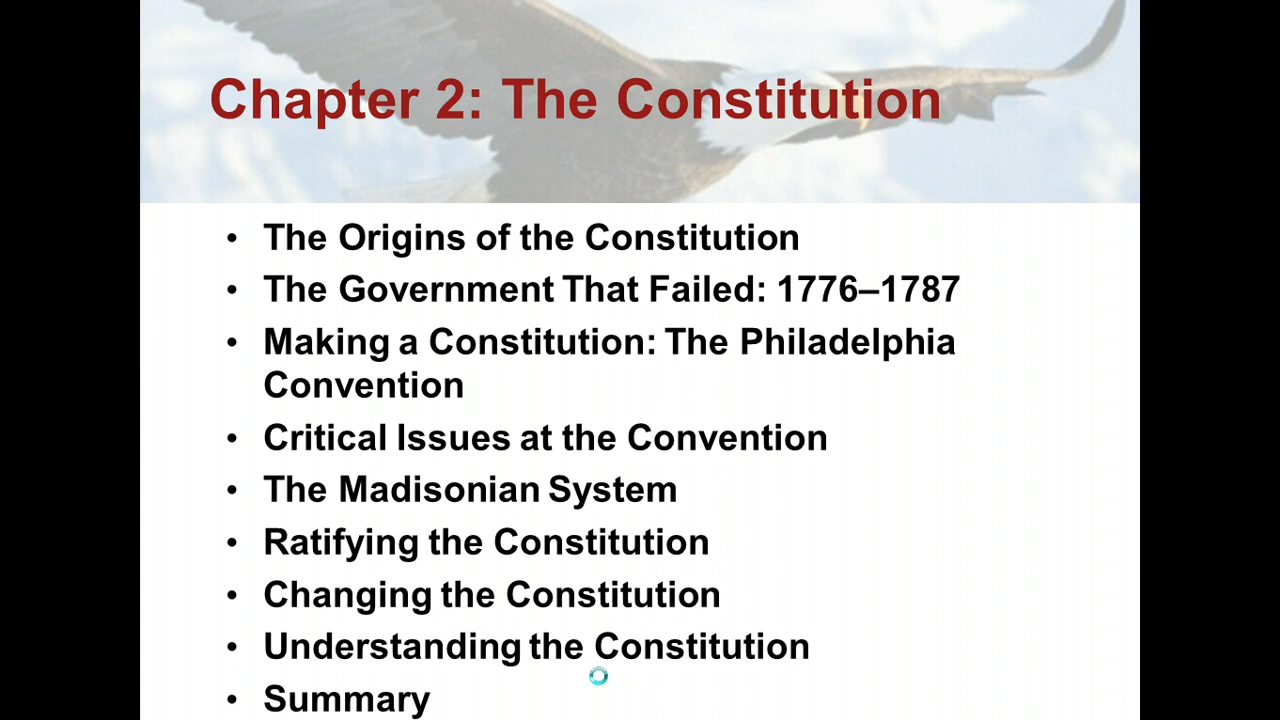 Chapter 2: The Constitution
• The Origins of the Constitution
• The Government That Failed: 1776–1787
• Making a Constitution: The Philadelphia
Convention
• Critical Issues at the Convention
• The Madisonian System
• Ratifying the Constitution
• Changing the Constitution
• Understanding the Constitution
• Summary